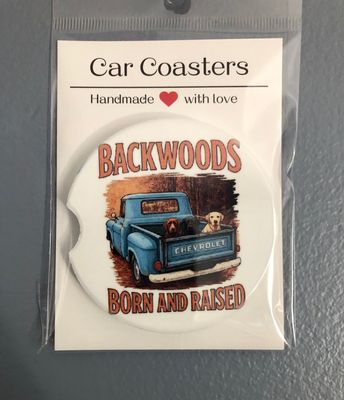 Car Coasters
Handmade with love
BACKWOODS
CHEVROLET
BORN AND RAISED